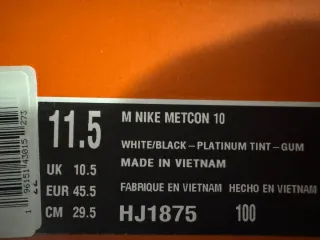 11.5
M NIKE METCON 10
WHITE/BLACK-PLATINUM TINT-GUM
MADE IN VIETNAM
UK 10.5
EUR 45.5
CM 29.5
FABRIQUE EN VIETNAM HECHO EN VIETNAM
HJ1875 100